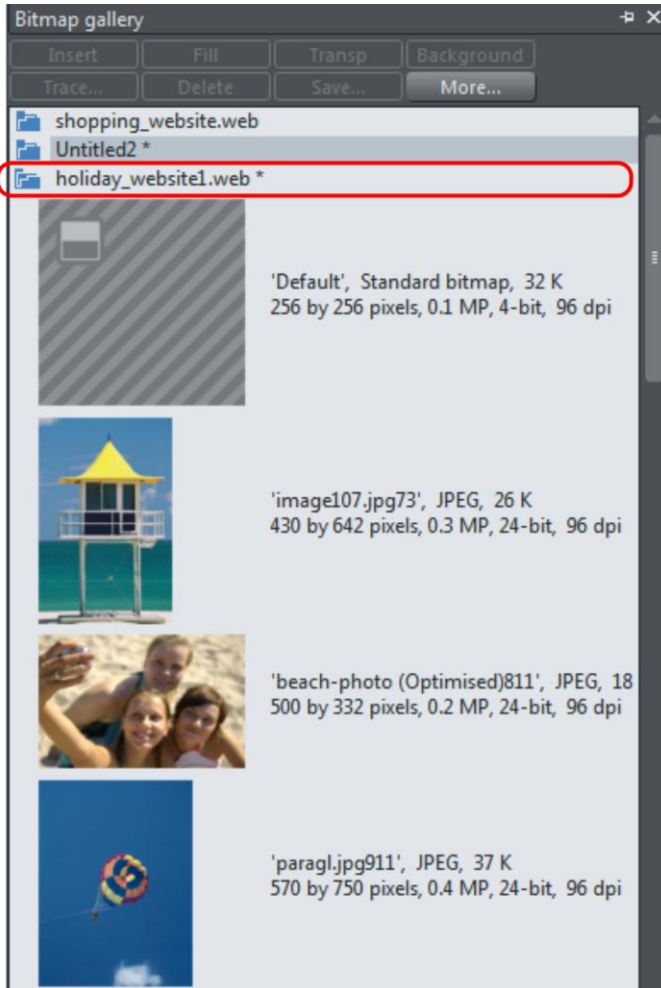 Bitmap gallery
Insert Fill Transp Background
Trace... Delete Save... More...
shopping_website.web
Untitled2 *
holiday_website1.web *
'Default', Standard bitmap, 32 K
256 by 256 pixels, 0.1 MP, 4-bit, 96 dpi
'image107.jpg73', JPEG, 26 K
430 by 642 pixels, 0.3 MP, 24-bit, 96 dpi
'beach-photo (Optimised)811', JPEG, 18
500 by 332 pixels, 0.2 MP, 24-bit, 96 dpi
'paragl.jpg911', JPEG, 37 K
570 by 750 pixels, 0.4 MP, 24-bit, 96 dpi